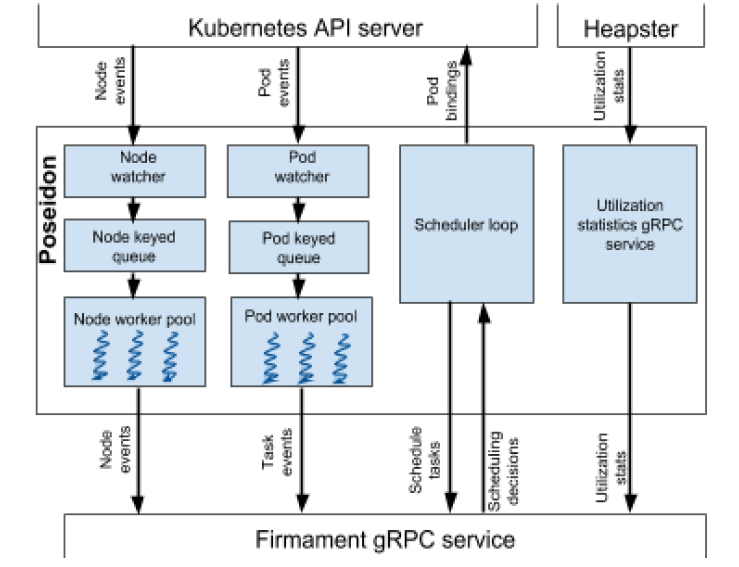 Kubernetes API server
Heapster
Node
events
Pod
events
Pod
bindings
Utilization
stats
Poseidon
Node
watcher
Pod
watcher
Scheduler loop
Utilization
statistics gRPC
service
Node keyed
queue
Pod keyed
queue
Node worker pool
Pod worker pool
Node
events
Task
events
Schedule
tasks
Scheduling
decisions
Utilization
stats
Firmament gRPC service